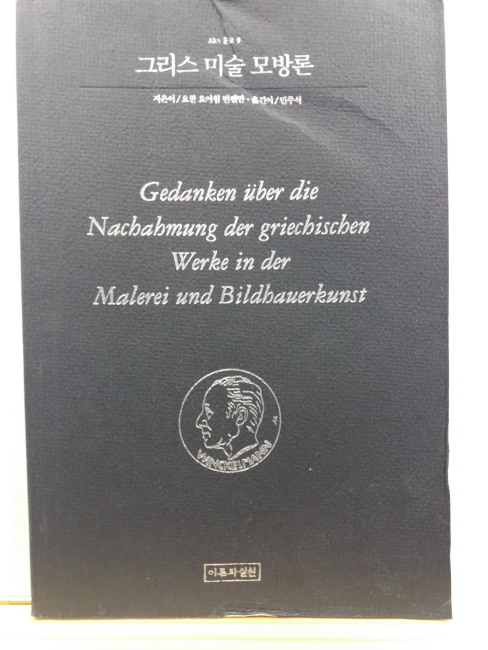 그리스 미술 모방론
지은이/요한 요아힘 빈켈만·옮긴이/민주식
Gedanken über die
Nachahmung der griechischen
Werke in der
Malerei und Bildhauerkunst
WINCKELMANN
이론과실천